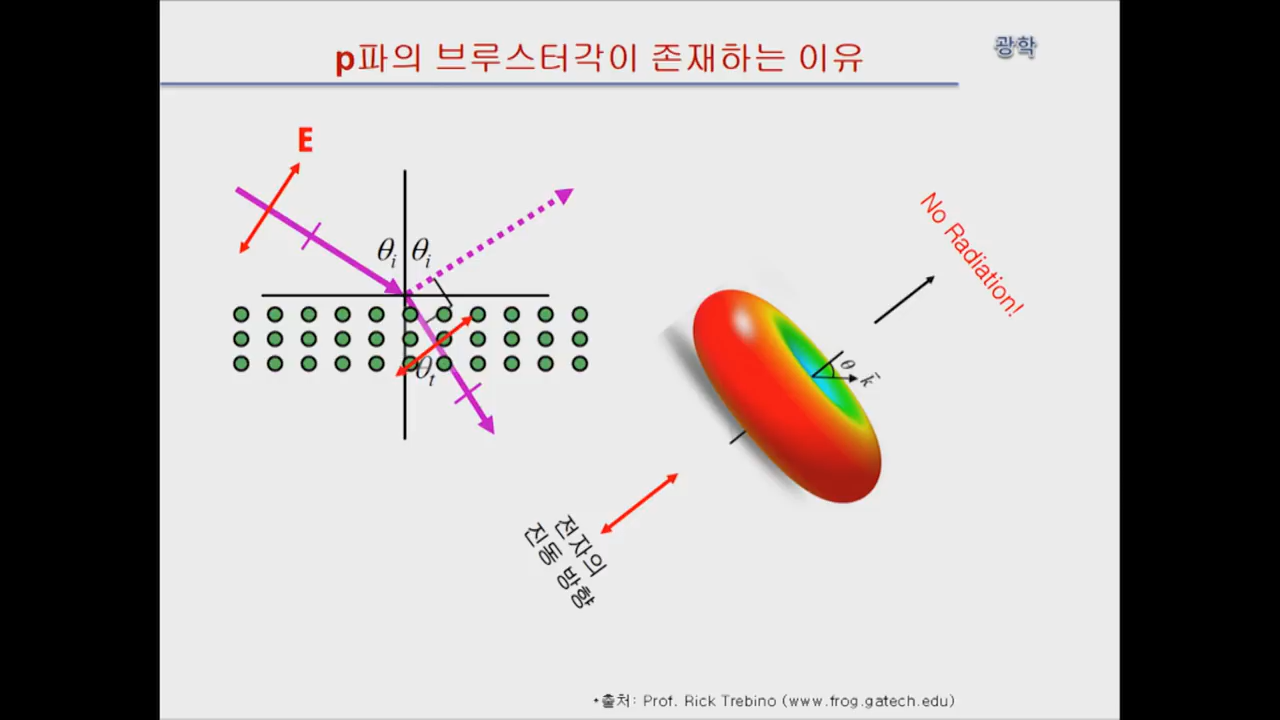 p파의 브루스터각이 존재하는 이유
광학
E
θi θi
θt
No Radiation!
θ
k
전자의
진동 방향
*출처: Prof. Rick Trebino (www.frog.gatech.edu)